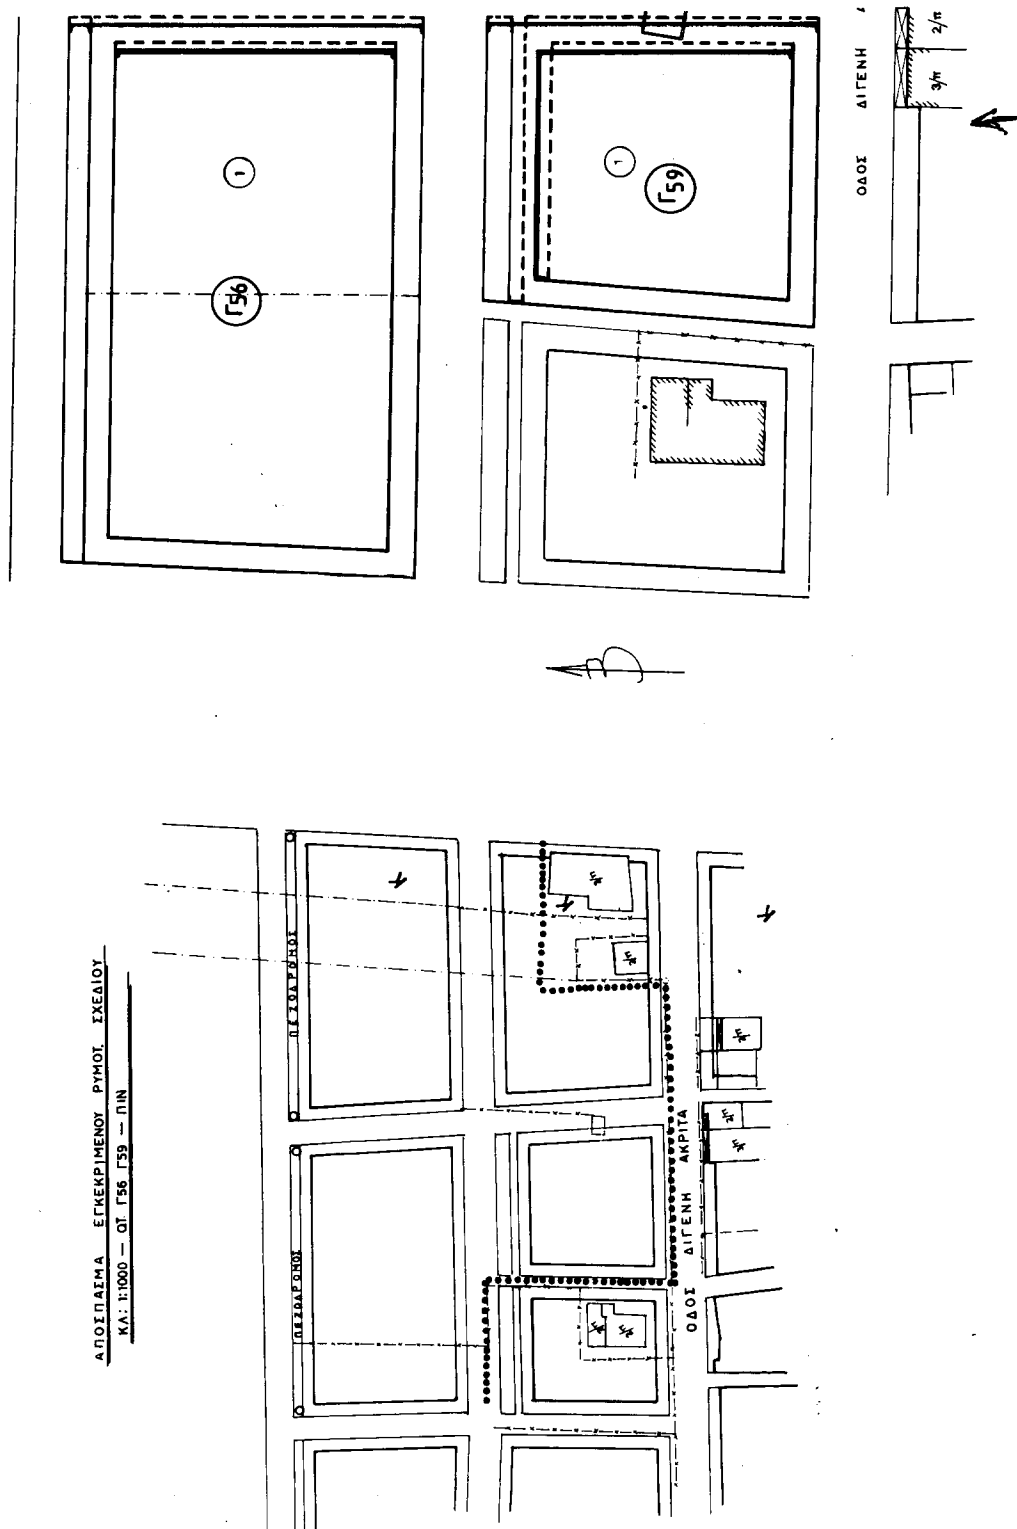 1
Γ56
1
Γ59
ΟΔΟΣ ΔΙΓΕΝΗ Α
3/π
2/π
Β
ΑΠΟΣΠΑΣΜΑ ΕΓΚΕΚΡΙΜΕΝΟΥ ΡΥΜΟΤ. ΣΧΕΔΙΟΥ
ΚΛ: 1:1000 — ΟΤ. Γ56 Γ59 — ΠΙΝ
ΠΕΖΟΔΡΟΜΟΣ
ΠΕΖΟΔΡΟΜΟΣ
ΟΔΟΣ ΔΙΓΕΝΗ ΑΚΡΙΤΑ